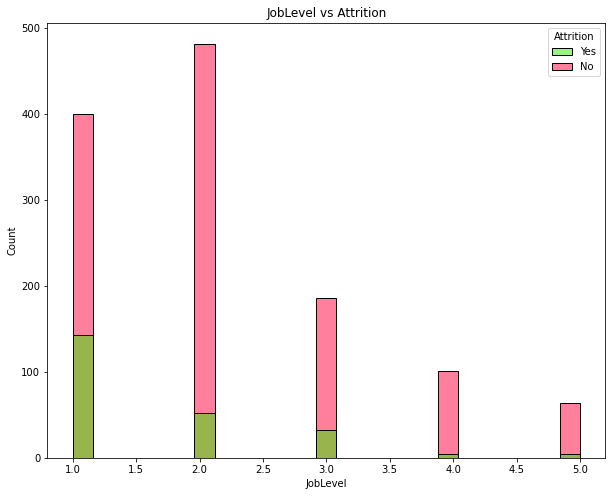 JobLevel vs Attrition
500
Attrition
Yes
No
400
300
Count
200
100
0
1.0 1.5 2.0 2.5 3.0 3.5 4.0 4.5 5.0
JobLevel